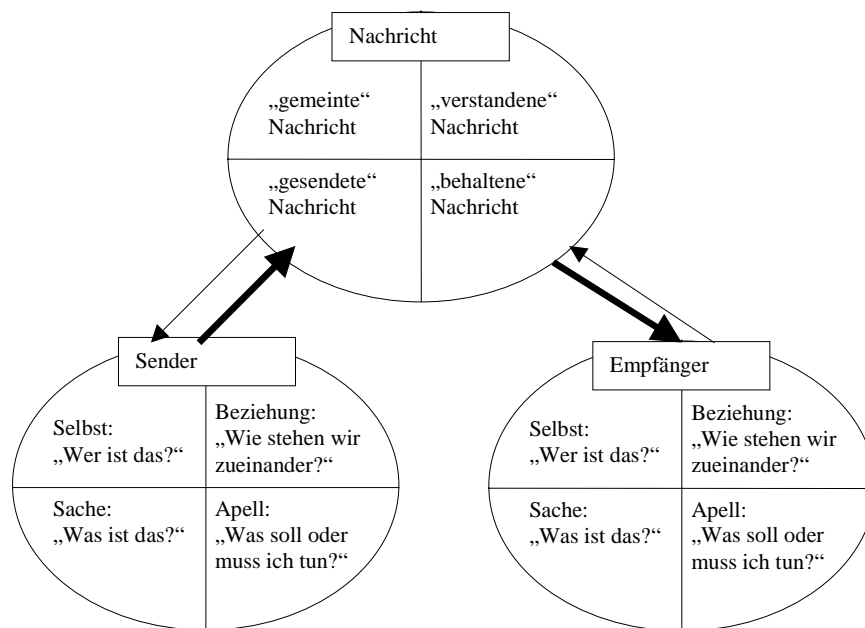 Nachricht
„gemeinte“
Nachricht
„verstandene“
Nachricht
„gesendete“
Nachricht
„behaltene“
Nachricht
Sender
Selbst:
„Wer ist das?“
Beziehung:
„Wie stehen wir
zueinander?“
Sache:
„Was ist das?“
Apell:
„Was soll oder
muss ich tun?“
Empfänger
Selbst:
„Wer ist das?“
Beziehung:
„Wie stehen wir
zueinander?“
Sache:
„Was ist das?“
Apell:
„Was soll oder
muss ich tun?“